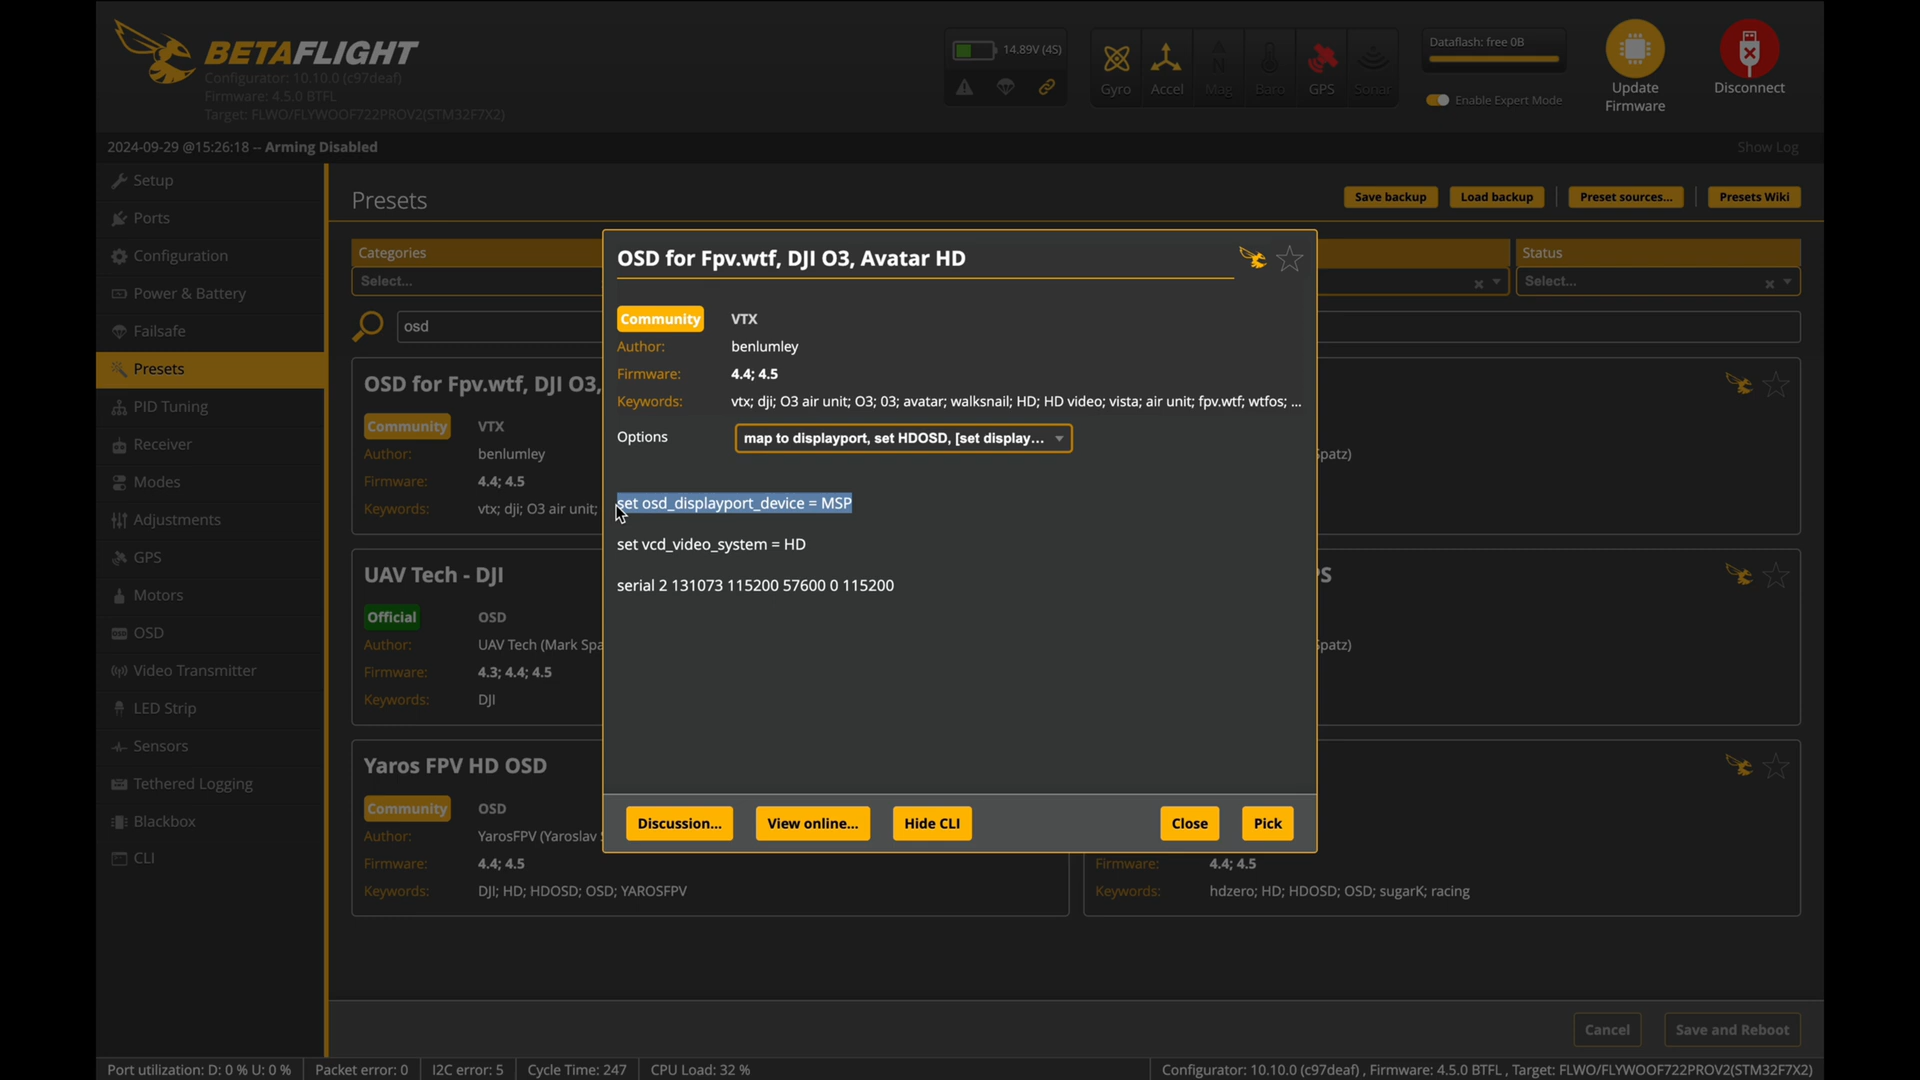 BETAFLIGHT
Configurator: 10.10.0 (c97deaf)
Firmware: 4.5.0 BTFL
Target: FLWO/FLYWOOF722PROV2(STM32F7X2)
14.89V (4S)
Gyro
Accel
Mag
Baro
GPS
Sonar
Dataflash: free 0B
Enable Expert Mode
Update
Firmware
Disconnect
2024-09-29 @15:26:18 -- Arming Disabled
Show Log
Setup
Ports
Configuration
Power & Battery
Failsafe
Presets
PID Tuning
Receiver
Modes
Adjustments
GPS
Motors
OSD
Video Transmitter
LED Strip
Sensors
Tethered Logging
Blackbox
CLI
Presets
Save backup
Load backup
Preset sources...
Presets Wiki
Categories
Select...
Status
Select...
osd
OSD for Fpv.wtf, DJI O3,
Community VTX
Author: benlumley
Firmware: 4.4; 4.5
Keywords: vtx; dji; O3 air unit;
UAV Tech - DJI
Official OSD
Author: UAV Tech (Mark Spa
Firmware: 4.3; 4.4; 4.5
Keywords: DJI
Yaros FPV HD OSD
Community OSD
Author: YarosFPV (Yaroslav
Firmware: 4.4; 4.5
Keywords: DJI; HD; HDOSD; OSD; YAROSFPV
OSD for Fpv.wtf, DJI O3, Avatar HD
Community VTX
Author: benlumley
Firmware: 4.4; 4.5
Keywords: vtx; dji; O3 air unit; O3; 03; avatar; walksnail; HD; HD video; vista; air unit; fpv.wtf; wtfos; ...
Options map to displayport, set HDOSD, [set display...
set osd_displayport_device = MSP
set vcd_video_system = HD
serial 2 131073 115200 57600 0 115200
Discussion...
View online...
Hide CLI
Close
Pick
Spatz)
PS
Spatz)
Firmware: 4.4; 4.5
Keywords: hdzero; HD; HDOSD; OSD; sugarK; racing
Cancel
Save and Reboot
Port utilization: D: 0 % U: 0 %
Packet error: 0
I2C error: 5
Cycle Time: 247
CPU Load: 32 %
Configurator: 10.10.0 (c97deaf) , Firmware: 4.5.0 BTFL , Target: FLWO/FLYWOOF722PROV2(STM32F7X2)